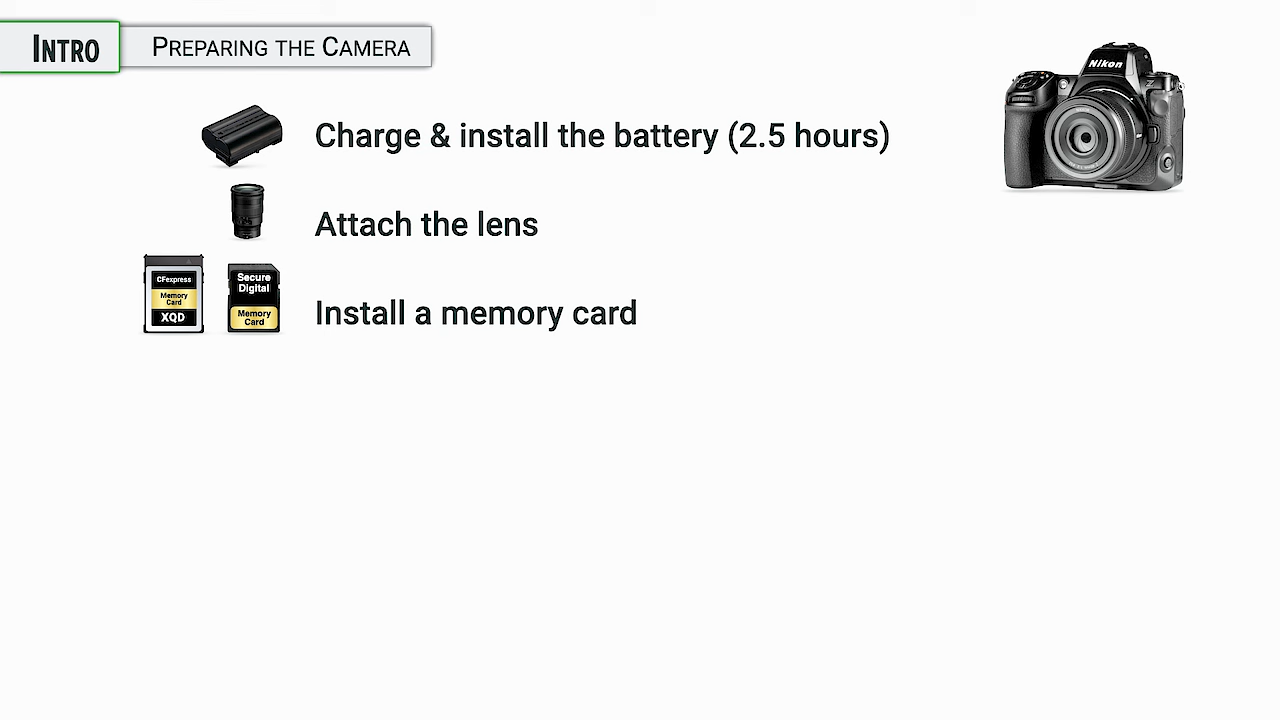 INTRO
PREPARING THE CAMERA
Nikon
Charge & install the battery (2.5 hours)
Attach the lens
CFexpress
Memory
Card
XQD
Secure
Digital
Memory
Card
Install a memory card